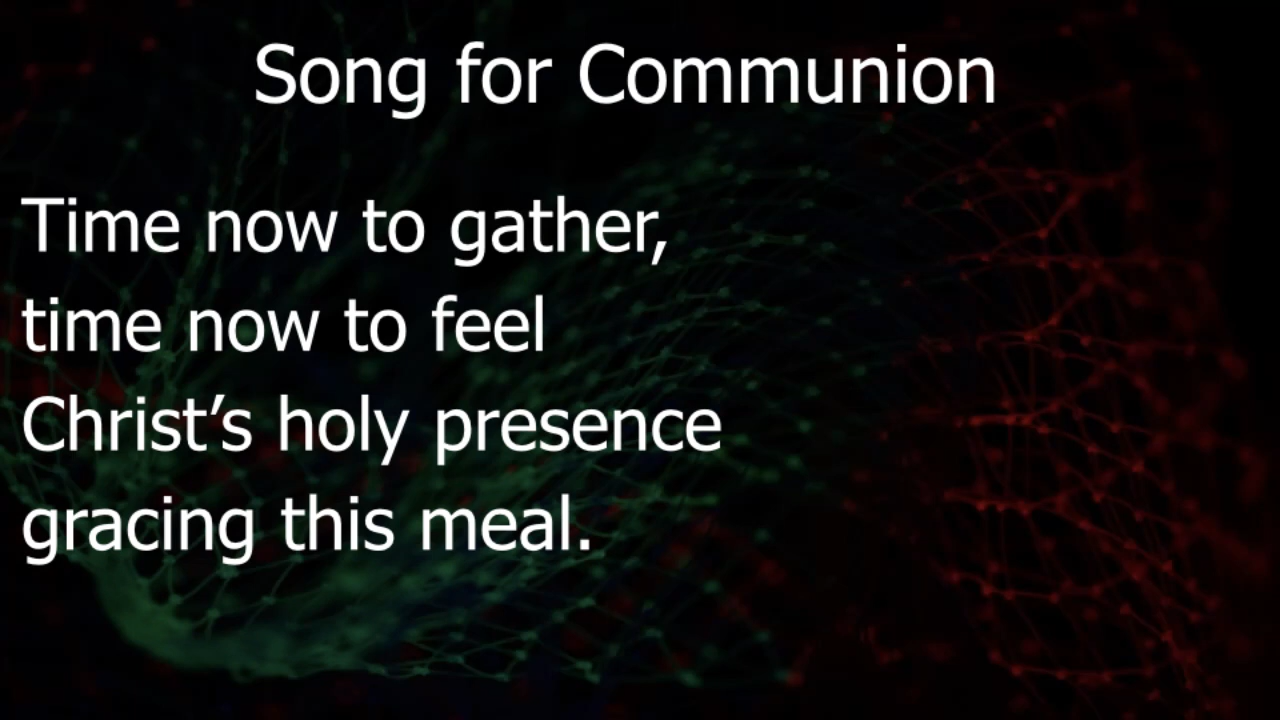 Song for Communion
Time now to gather,
time now to feel
Christ’s holy presence
gracing this meal.